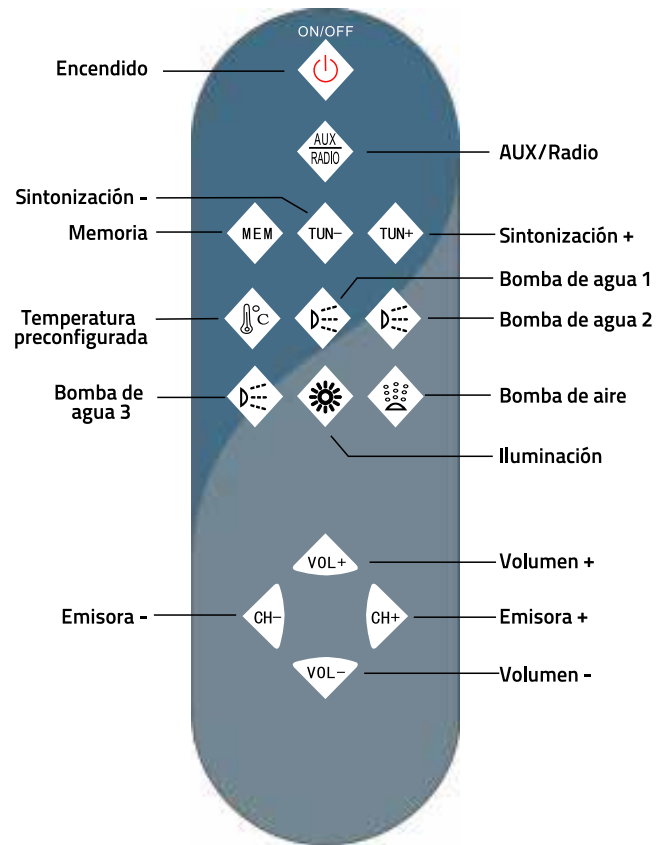 ON/OFF
Encendido
AUX
RADIO
AUX/Radio
Sintonización -
Memoria
MEM
TUN-
TUN+
Sintonización +
Bomba de agua 1
Temperatura
preconfigurada
°C
Bomba de agua 2
Bomba de
agua 3
Bomba de aire
Iluminación
VOL+
Volumen +
Emisora -
CH-
CH+
Emisora +
VOL-
Volumen -